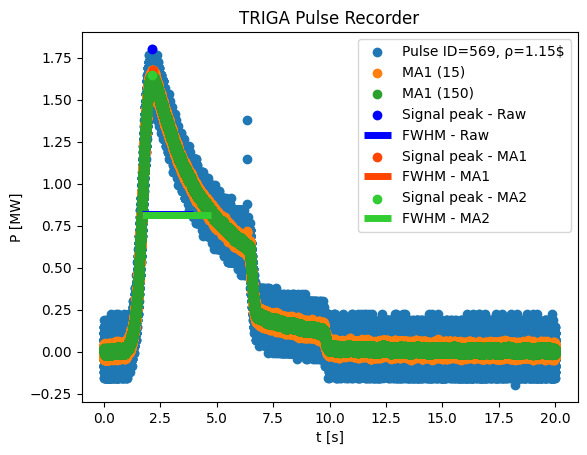 TRIGA Pulse Recorder
Pulse ID=569, ρ=1.15$
MA1 (15)
MA1 (150)
Signal peak - Raw
FWHM - Raw
Signal peak - MA1
FWHM - MA1
Signal peak - MA2
FWHM - MA2
P [MW]
1.75
1.50
1.25
1.00
0.75
0.50
0.25
0.00
−0.25
0.0 2.5 5.0 7.5 10.0 12.5 15.0 17.5 20.0
t [s]